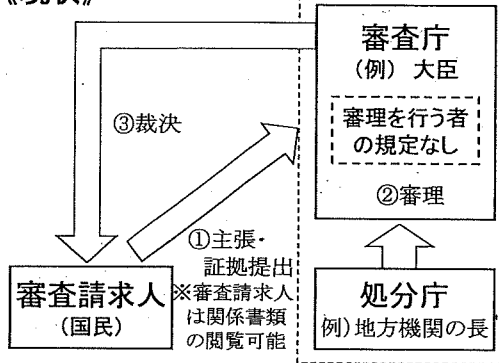 審査庁
(例) 大臣
審理を行う者
の規定なし
②審理
③裁決
①主張・
証拠提出
※審査請求人
は関係書類
の閲覧可能
審査請求人
(国民)
処分庁
例)地方機関の長